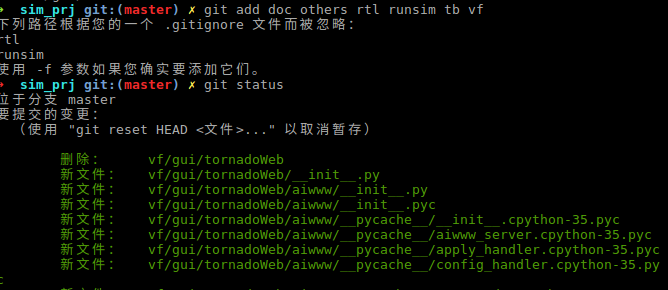 → sim_prj git:(master) ✗ git add doc others rtl runsim tb vf
下列路径根据您的一个 .gitignore 文件而被忽略：
rtl
runsim
使用 -f 参数如果您确实要添加它们。
→ sim_prj git:(master) ✗ git status
位于分支 master
要提交的变更：
（使用 "git reset HEAD <文件>..." 以取消暂存）
删除： vf/gui/tornadoWeb
新文件： vf/gui/tornadoWeb/__init__.py
新文件： vf/gui/tornadoWeb/aiwww/__init__.py
新文件： vf/gui/tornadoWeb/aiwww/__init__.pyc
新文件： vf/gui/tornadoWeb/aiwww/__pycache__/__init__.cpython-35.pyc
新文件： vf/gui/tornadoWeb/aiwww/__pycache__/aiwww_server.cpython-35.pyc
新文件： vf/gui/tornadoWeb/aiwww/__pycache__/apply_handler.cpython-35.pyc
新文件： vf/gui/tornadoWeb/aiwww/__pycache__/config_handler.cpython-35.py
c